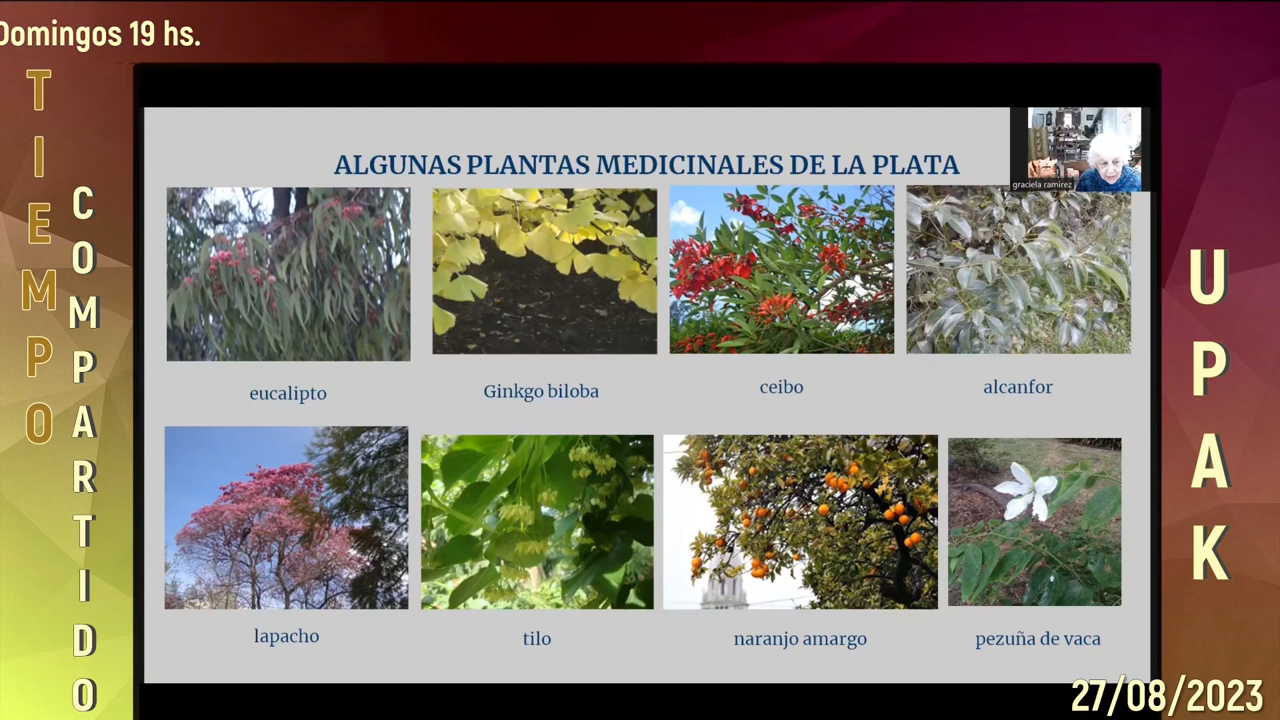 Domingos 19 hs.
TIEMPO
COMPARTIDO
ALGUNAS PLANTAS MEDICINALES DE LA PLATA
graciela ramirez
eucalipto
Ginkgo biloba
ceibo
alcanfor
lapacho
tilo
naranjo amargo
pezuña de vaca
UPAK
27/08/2023